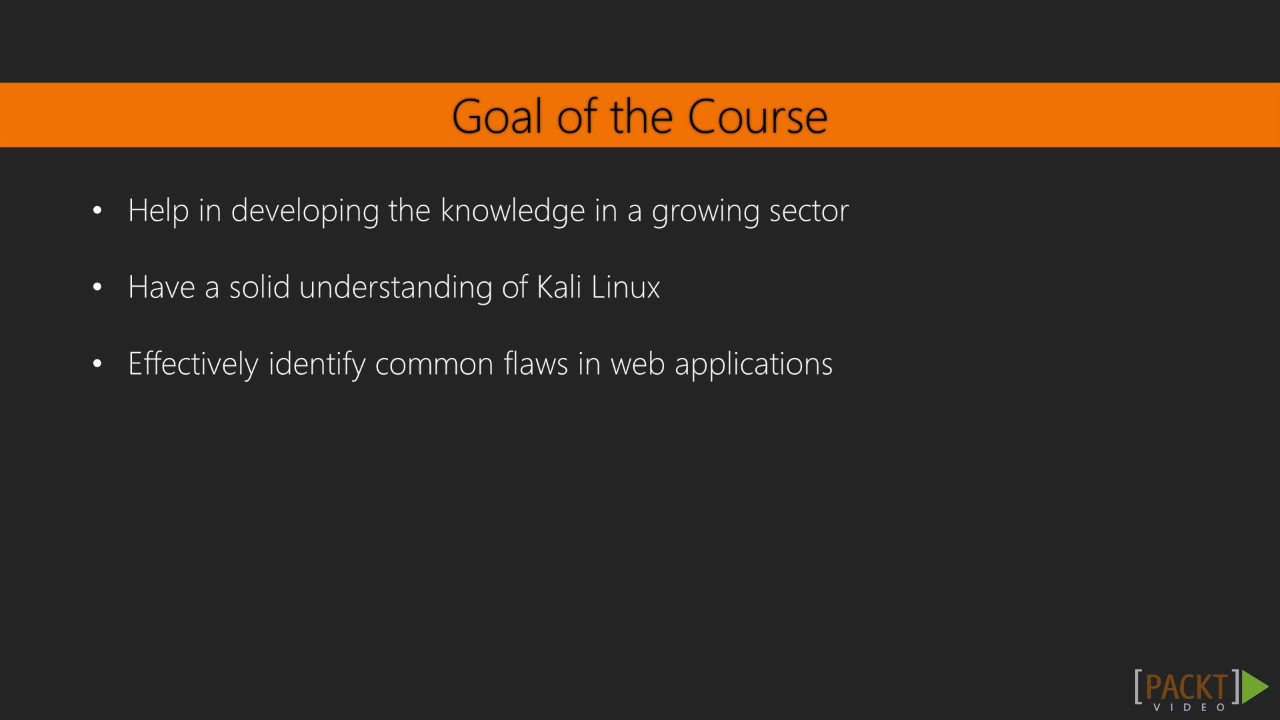 Goal of the Course
• Help in developing the knowledge in a growing sector
• Have a solid understanding of Kali Linux
• Effectively identify common flaws in web applications
[PACKT]
VIDEO